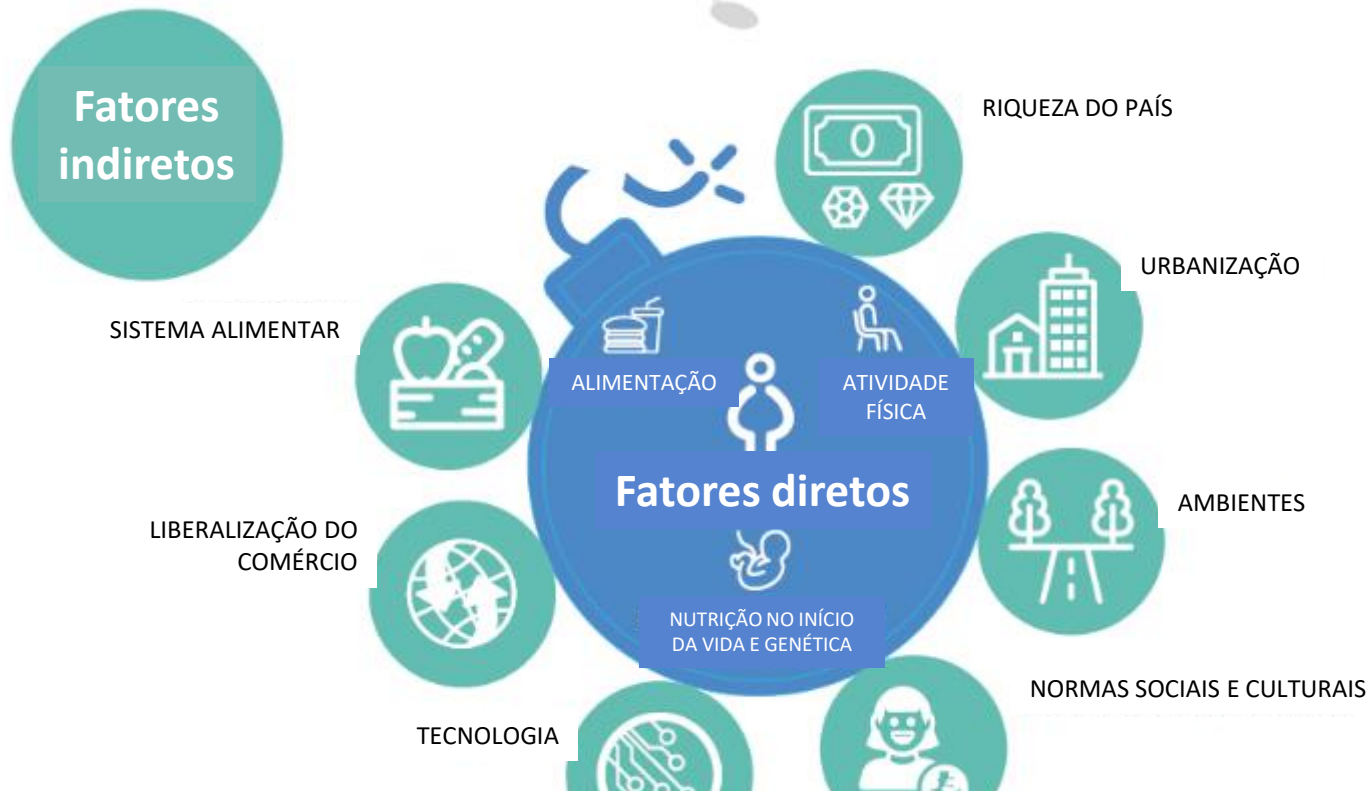 Fatores
indiretos
RIQUEZA DO PAÍS
URBANIZAÇÃO
SISTEMA ALIMENTAR
ALIMENTAÇÃO
ATIVIDADE
FÍSICA
Fatores diretos
AMBIENTES
LIBERALIZAÇÃO DO
COMÉRCIO
NUTRIÇÃO NO INÍCIO
DA VIDA E GENÉTICA
NORMAS SOCIAIS E CULTURAIS
TECNOLOGIA